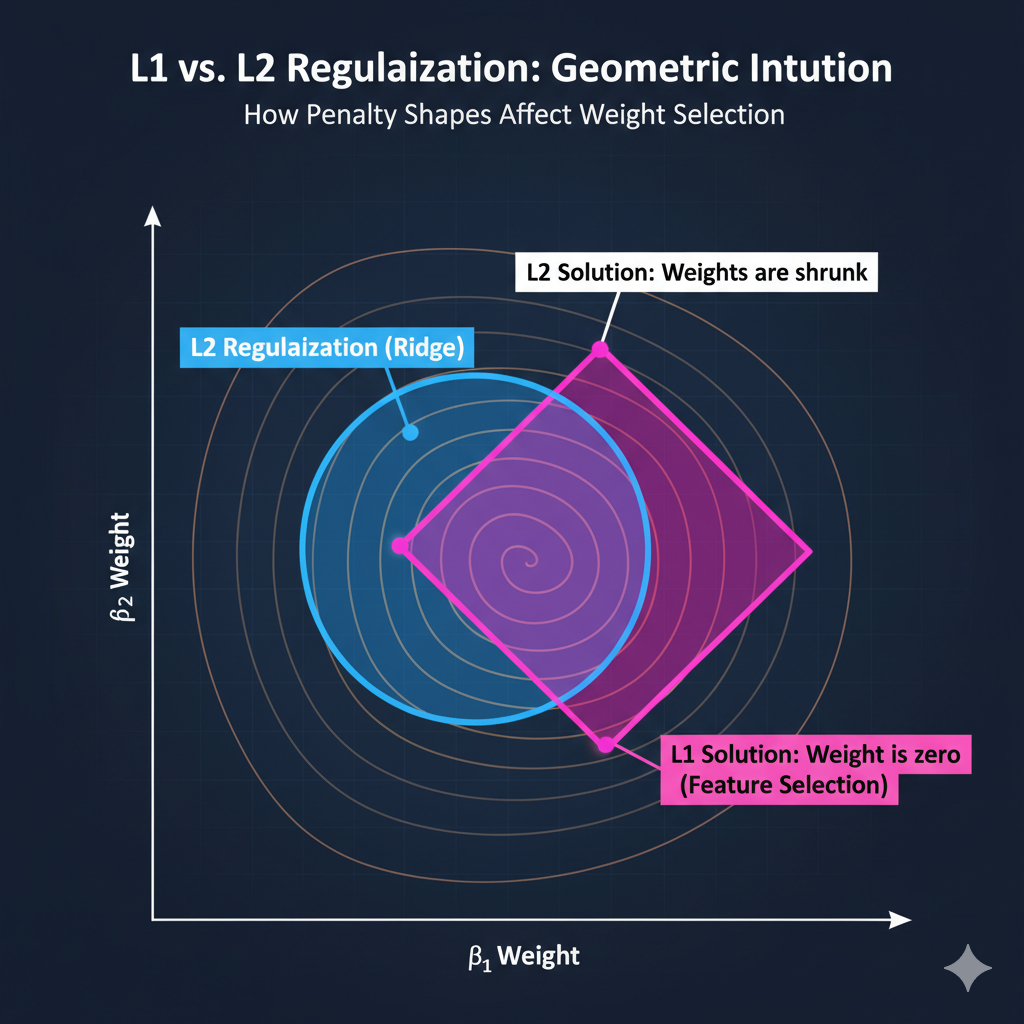 L1 vs. L2 Regulaization: Geometric Intution
How Penalty Shapes Affect Weight Selection
L2 Solution: Weights are shrunk
L2 Regulaization (Ridge)
β₂ Weight
L1 Solution: Weight is zero
(Feature Selection)
β₁ Weight